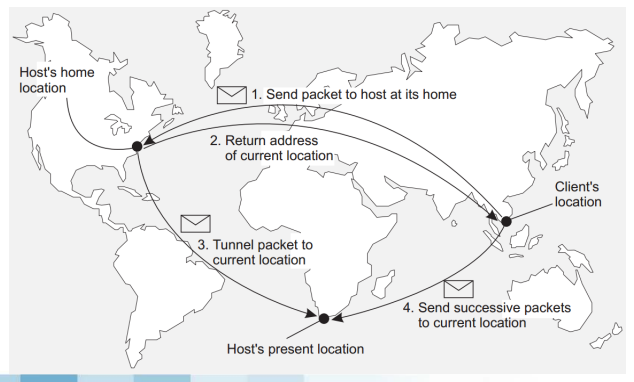 Host's home
location
1. Send packet to host at its home
2. Return address
of current location
Client's
location
3. Tunnel packet to
current location
4. Send successive packets
to current location
Host's present location